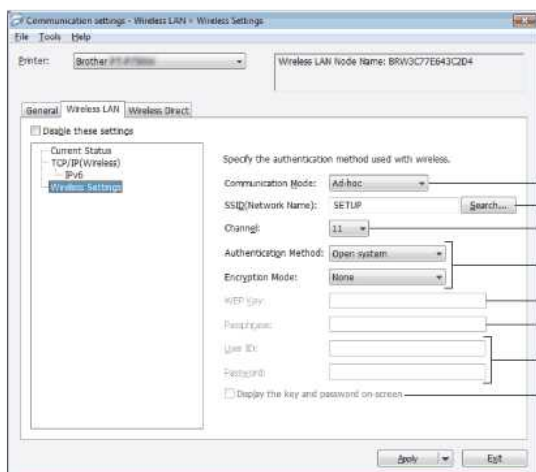 Communication settings - Wireless LAN > Wireless Settings
File Tools Help
Printer: Brother
Wireless LAN Node Name: BRW3C77E643C2D4
General Wireless LAN Wireless Direct
Disable these settings
Current Status
TCP/IP(Wireless)
IPv6
Wireless Settings
Specify the authentication method used with wireless.
Communication Mode: Ad-hoc
SSID(Network Name): SETUP Search...
Channel: 11
Authentication Method: Open system
Encryption Mode: None
WEP Key:
Passphrase:
User ID:
Password:
Display the key and password on-screen
Apply Exit